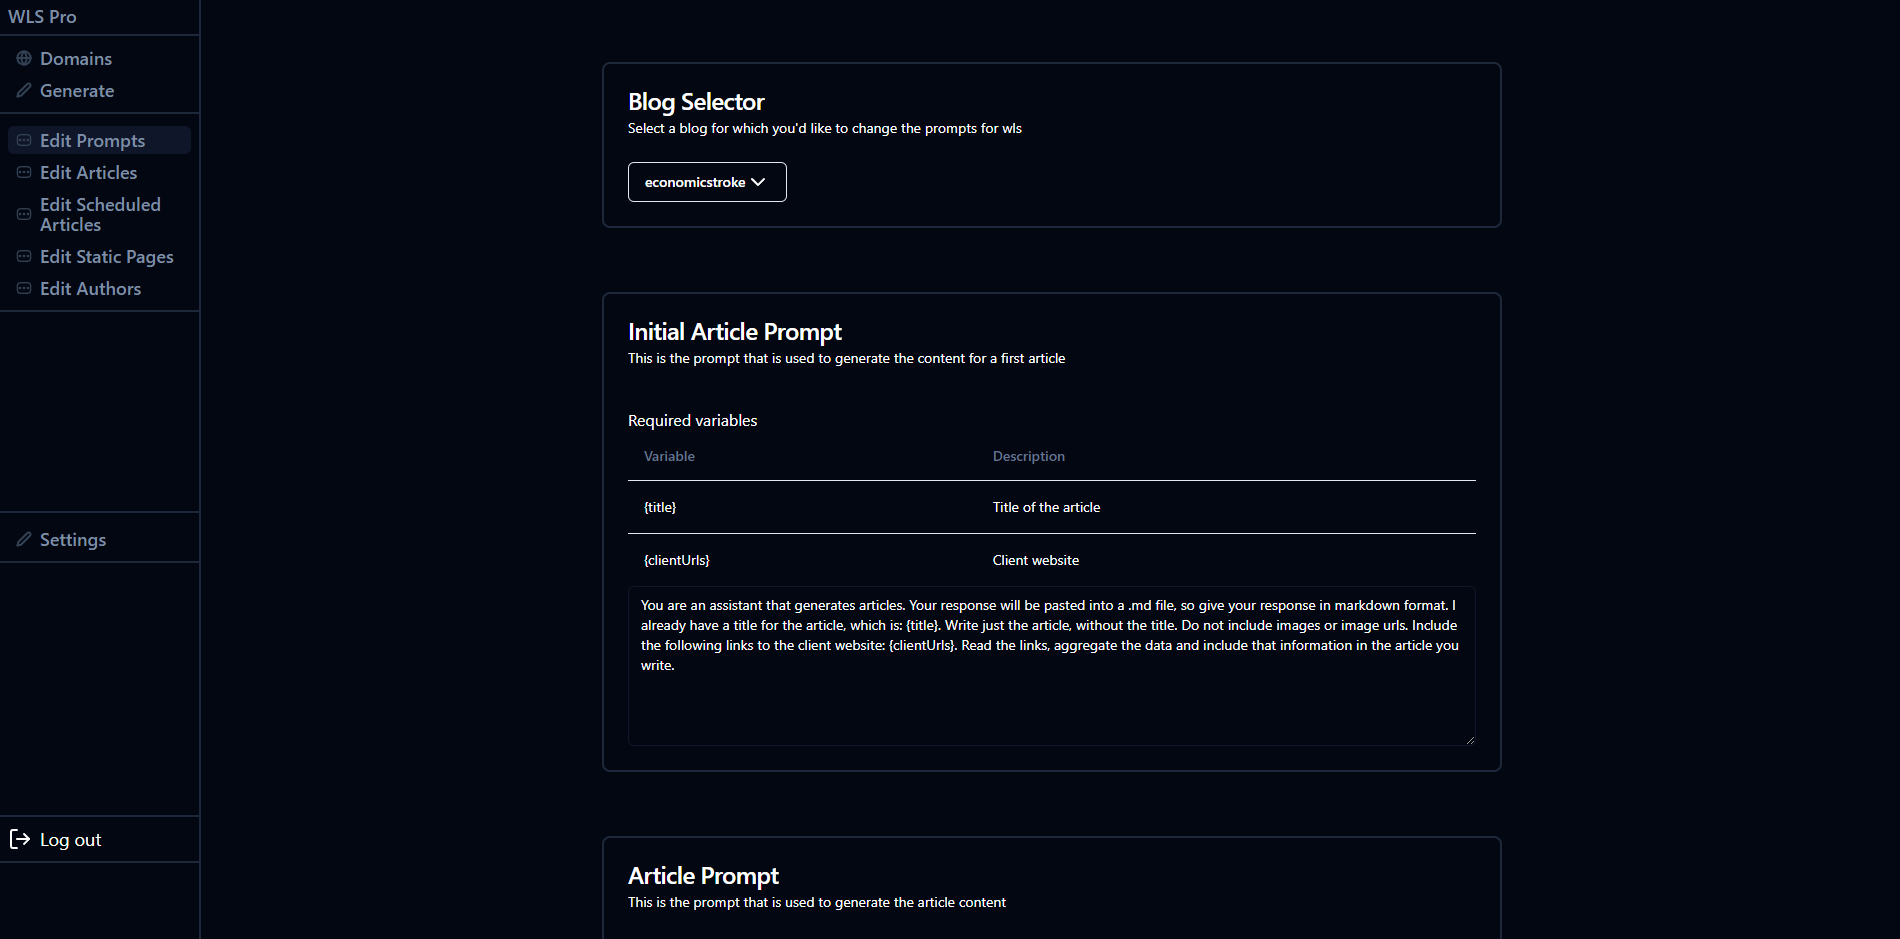 WLS Pro
Domains
Generate
Edit Prompts
Edit Articles
Edit Scheduled
Articles
Edit Static Pages
Edit Authors
Settings
Log out
Blog Selector
Select a blog for which you'd like to change the prompts for wls
economicstroke
Initial Article Prompt
This is the prompt that is used to generate the content for a first article
Required variables
Variable Description
{title} Title of the article
{clientUrls} Client website
You are an assistant that generates articles. Your response will be pasted into a .md file, so give your response in markdown format. I
already have a title for the article, which is: {title}. Write just the article, without the title. Do not include images or image urls. Include
the following links to the client website: {clientUrls}. Read the links, aggregate the data and include that information in the article you
write.
Article Prompt
This is the prompt that is used to generate the article content